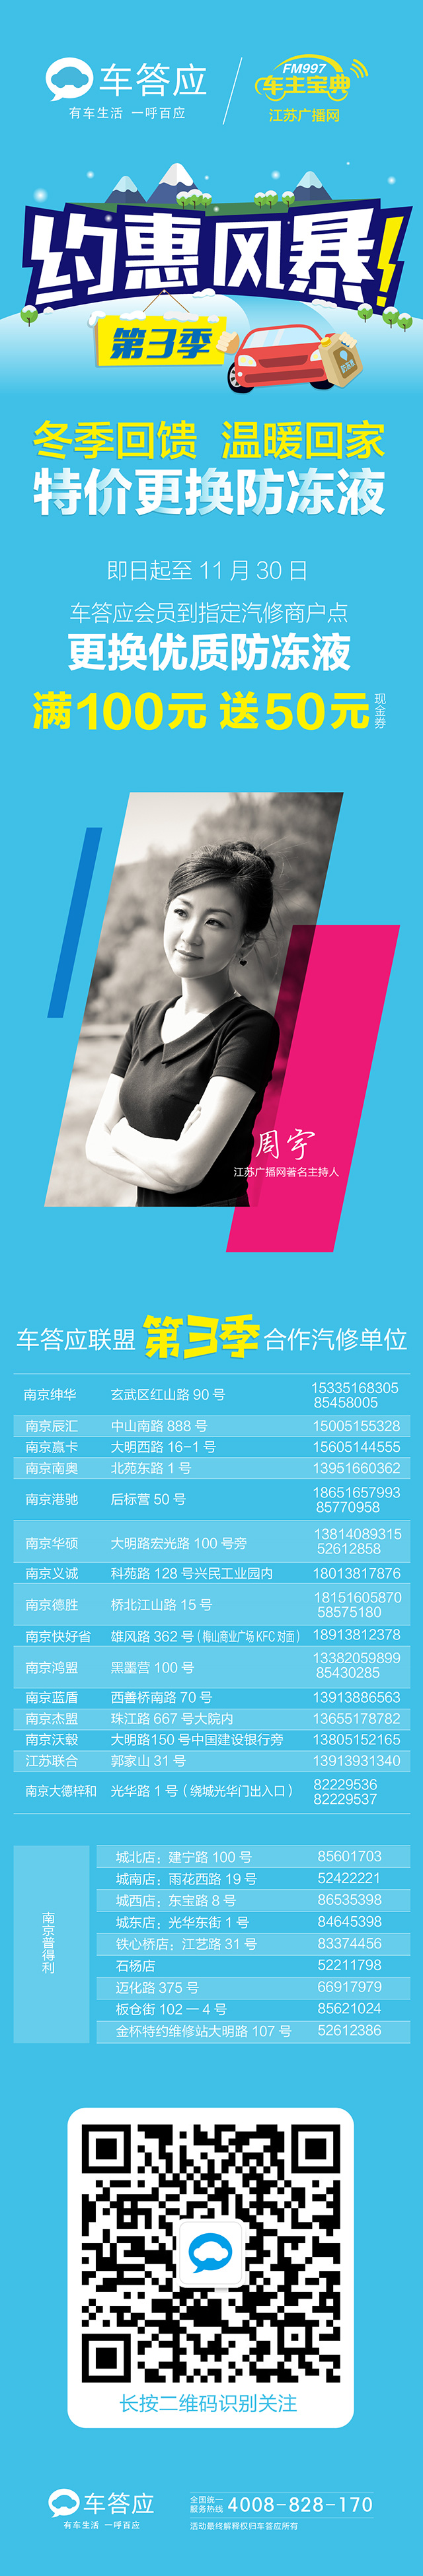 车答应
有车生活 一呼百应
FM997
车主宝典
江苏广播网
约惠风暴!
第3季
防冻液
冬季回馈 温暖回家
特价更换防冻液
即日起至 11 月 30 日
车答应会员到指定汽修商户点
更换优质防冻液
满100元 送50元 现金券
周宇
江苏广播网著名主持人
车答应联盟 第3季 合作汽修单位
南京绅华 玄武区红山路 90 号 15335168305
85458005
南京辰汇 中山南路 888 号 15005155328
南京赢卡 大明西路 16-1 号 15605144555
南京南奥 北苑东路 1 号 13951660362
南京港驰 后标营 50 号 18651657993
85770958
南京华硕 大明路宏光路 100 号旁 13814089315
52612858
南京义诚 科苑路 128 号兴民工业园内 18013817876
南京德胜 桥北江山路 15 号 18151605870
58575180
南京快好省 雄风路 362 号 (梅山商业广场 KFC 对面) 18913812378
南京鸿盟 黑墨营 100 号 13382059899
85430285
南京蓝盾 西善桥南路 70 号 13913886563
南京杰盟 珠江路 667 号大院内 13655178782
南京沃毂 大明路150 号中国建设银行旁 13805152165
江苏联合 郭家山 31 号 13913931340
南京大德梓和 光华路 1 号（绕城光华门出入口） 82229536
82229537
南京普得利
城北店：建宁路 100 号 85601703
城南店：雨花西路 19 号 52422221
城西店：东宝路 8 号 86535398
城东店：光华东街 1 号 84645398
铁心桥店：江艺路 31 号 83374456
石杨店 52211798
迈化路 375 号 66917979
板仓街 102 一 4 号 85621024
金杯特约维修站大明路 107 号 52612386
长按二维码识别关注
车答应
有车生活 一呼百应
全国统一
服务热线 4008-828-170
活动最终解释权归车答应所有